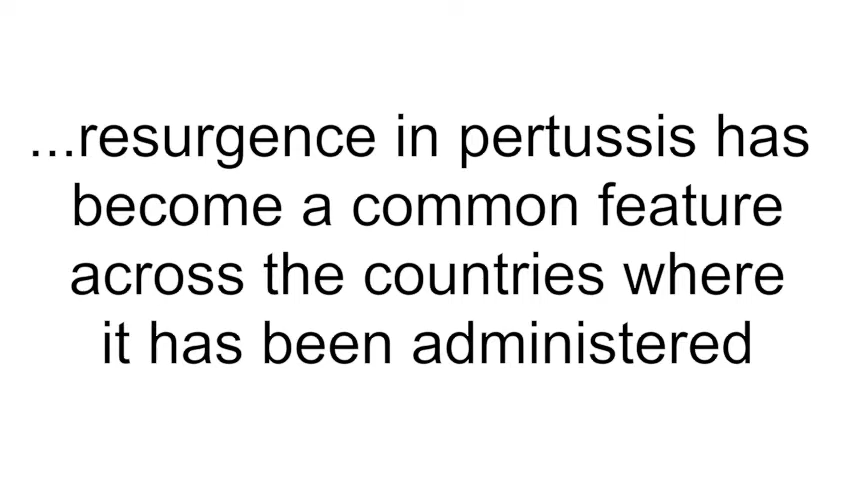 ...resurgence in pertussis has
become a common feature
across the countries where
it has been administered